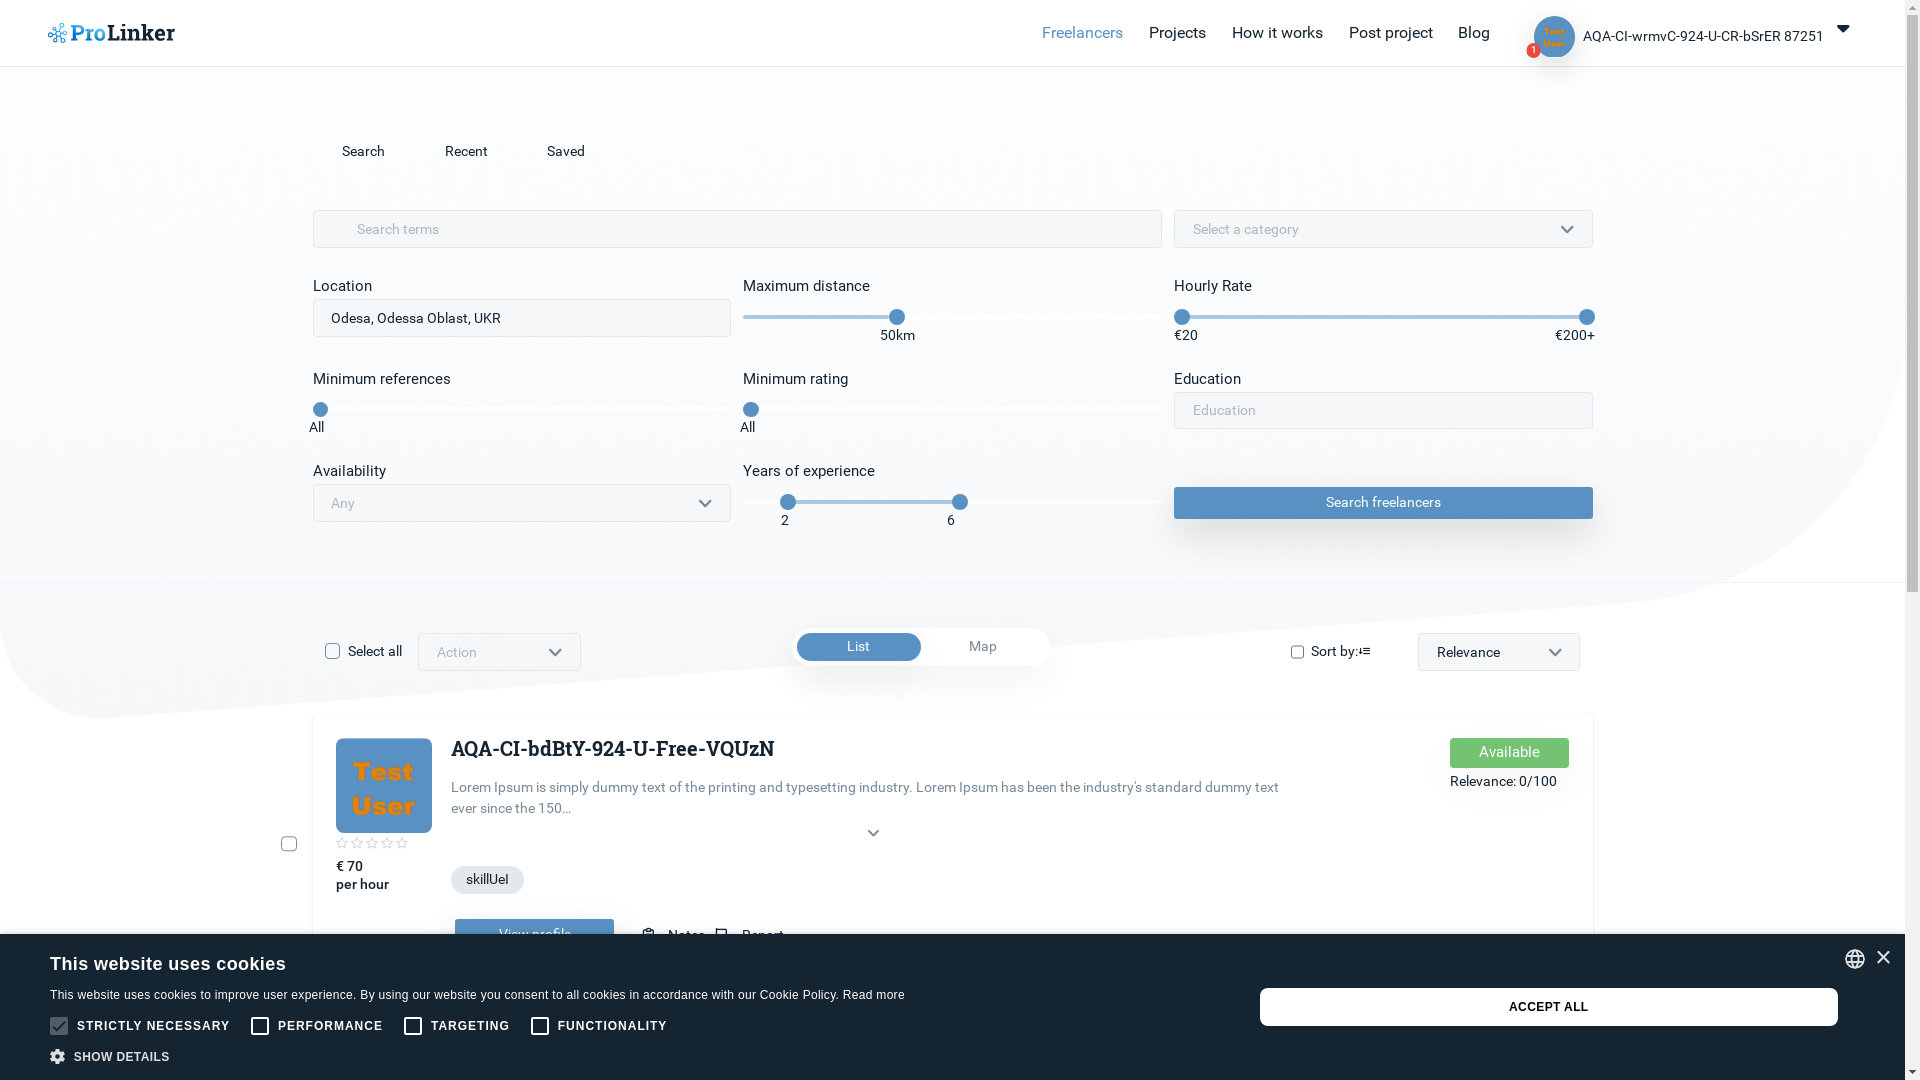 ProLinker
Freelancers Projects How it works Post project Blog
1
Test User
AQA-CI-wrmvC-924-U-CR-bSrER 87251
Search Recent Saved
Search terms
Select a category
Location
Odesa, Odessa Oblast, UKR
Maximum distance
50km
Hourly Rate
€20 €200+
Minimum references
All
Minimum rating
All
Education
Education
Availability
Any
Years of experience
2 6
Search freelancers
Select all
Action
List Map
Sort by:
Relevance
Test
User
€ 70
per hour
AQA-CI-bdBtY-924-U-Free-VQUzN
Lorem Ipsum is simply dummy text of the printing and typesetting industry. Lorem Ipsum has been the industry's standard dummy text
ever since the 150...
skillUeI
Available
Relevance: 0/100
View profile Notes Report
This website uses cookies
This website uses cookies to improve user experience. By using our website you consent to all cookies in accordance with our Cookie Policy. Read more
STRICTLY NECESSARY PERFORMANCE TARGETING FUNCTIONALITY
SHOW DETAILS
ACCEPT ALL